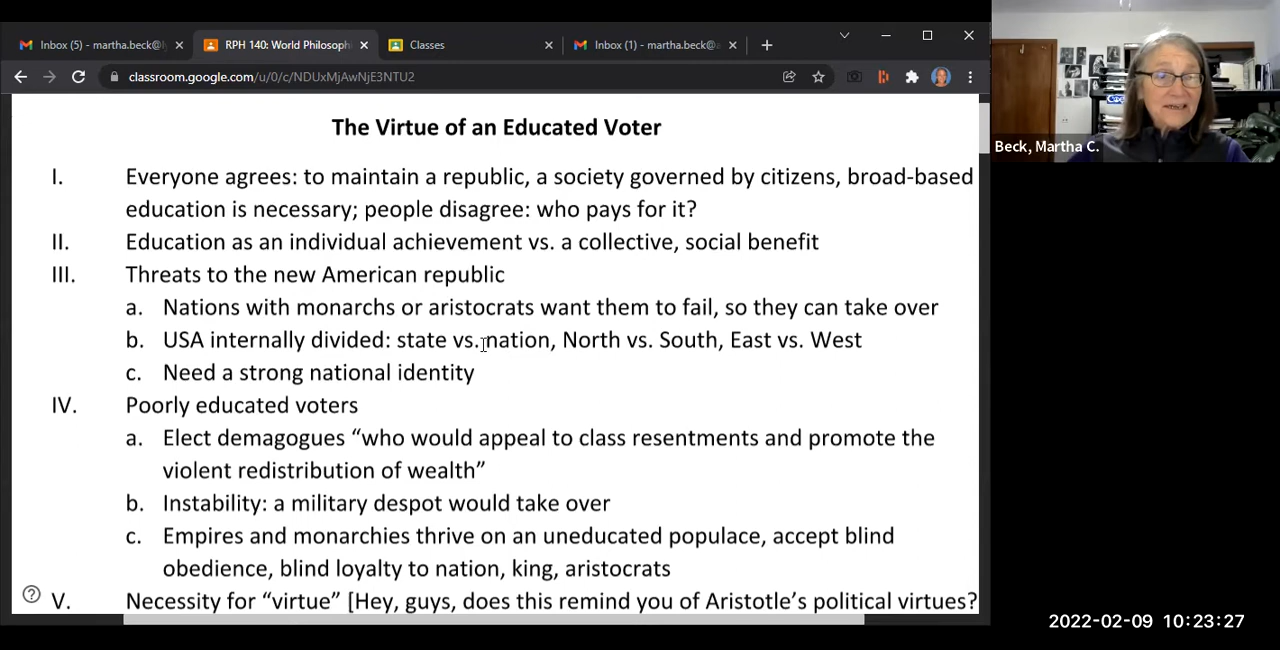 Inbox (5) - martha.beck@
RPH 140: World Philosoph
Classes
Inbox (1) - martha.beck@
classroom.google.com/u/0/c/NDUxMjAwNjE3NTU2
The Virtue of an Educated Voter
I. Everyone agrees: to maintain a republic, a society governed by citizens, broad-based
education is necessary; people disagree: who pays for it?
II. Education as an individual achievement vs. a collective, social benefit
III. Threats to the new American republic
a. Nations with monarchs or aristocrats want them to fail, so they can take over
b. USA internally divided: state vs. nation, North vs. South, East vs. West
c. Need a strong national identity
IV. Poorly educated voters
a. Elect demagogues “who would appeal to class resentments and promote the
violent redistribution of wealth”
b. Instability: a military despot would take over
c. Empires and monarchies thrive on an uneducated populace, accept blind
obedience, blind loyalty to nation, king, aristocrats
V. Necessity for “virtue” [Hey, guys, does this remind you of Aristotle’s political virtues?
Beck, Martha C.
2022-02-09 10:23:27